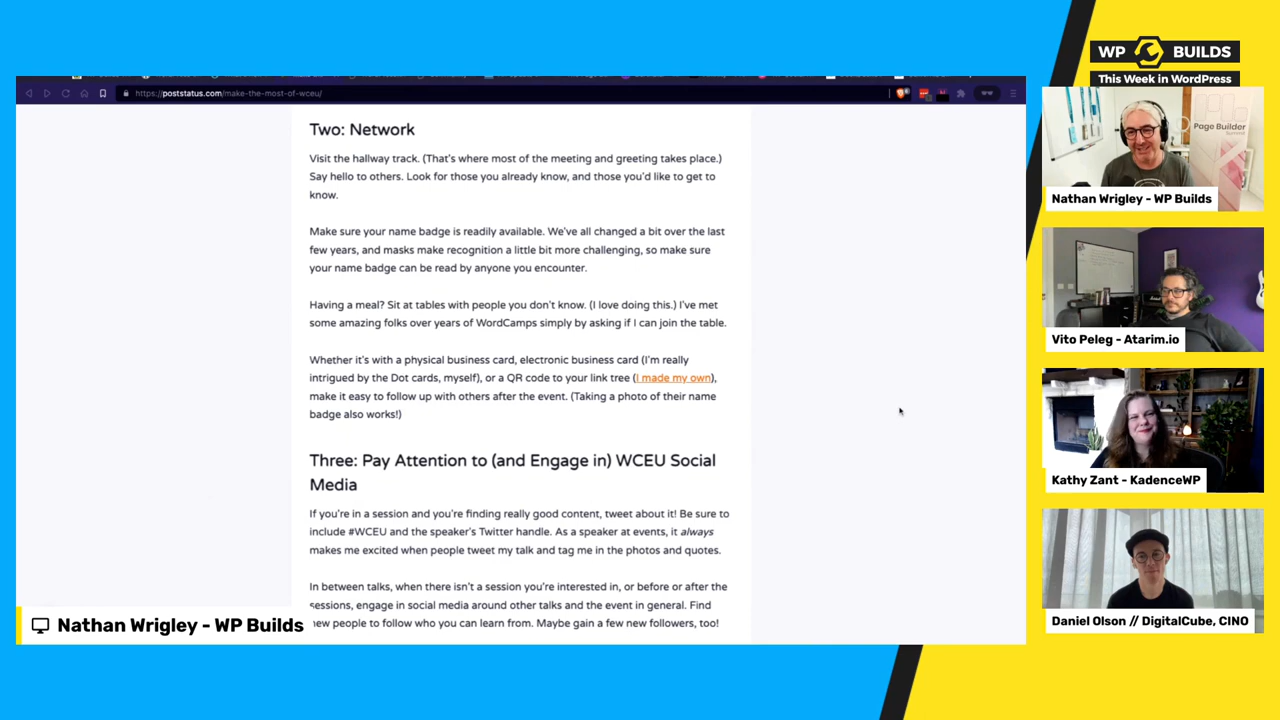 WP BUILDS
This Week in WordPress
https://poststatus.com/make-the-most-of-wceu/
Two: Network
Visit the hallway track. (That's where most of the meeting and greeting takes place.)
Say hello to others. Look for those you already know, and those you'd like to get to
know.
Make sure your name badge is readily available. We've all changed a bit over the last
few years, and masks make recognition a little bit more challenging, so make sure
your name badge can be read by anyone you encounter.
Having a meal? Sit at tables with people you don't know. (I love doing this.) I've met
some amazing folks over years of WordCamps simply by asking if I can join the table.
Whether it's with a physical business card, electronic business card (I'm really
intrigued by the Dot cards, myself), or a QR code to your link tree (I made my own),
make it easy to follow up with others after the event. (Taking a photo of their name
badge also works!)
Three: Pay Attention to (and Engage in) WCEU Social
Media
If you're in a session and you're finding really good content, tweet about it! Be sure to
include #WCEU and the speaker's Twitter handle. As a speaker at events, it always
makes me excited when people tweet my talk and tag me in the photos and quotes.
In between talks, when there isn't a session you're interested in, or before or after the
sessions, engage in social media around other talks and the event in general. Find
new people to follow who you can learn from. Maybe gain a few new followers, too!
Nathan Wrigley - WP Builds
Page Builder
Nathan Wrigley - WP Builds
Vito Peleg - Atarim.io
Kathy Zant - KadenceWP
Daniel Olson // DigitalCube, CINO